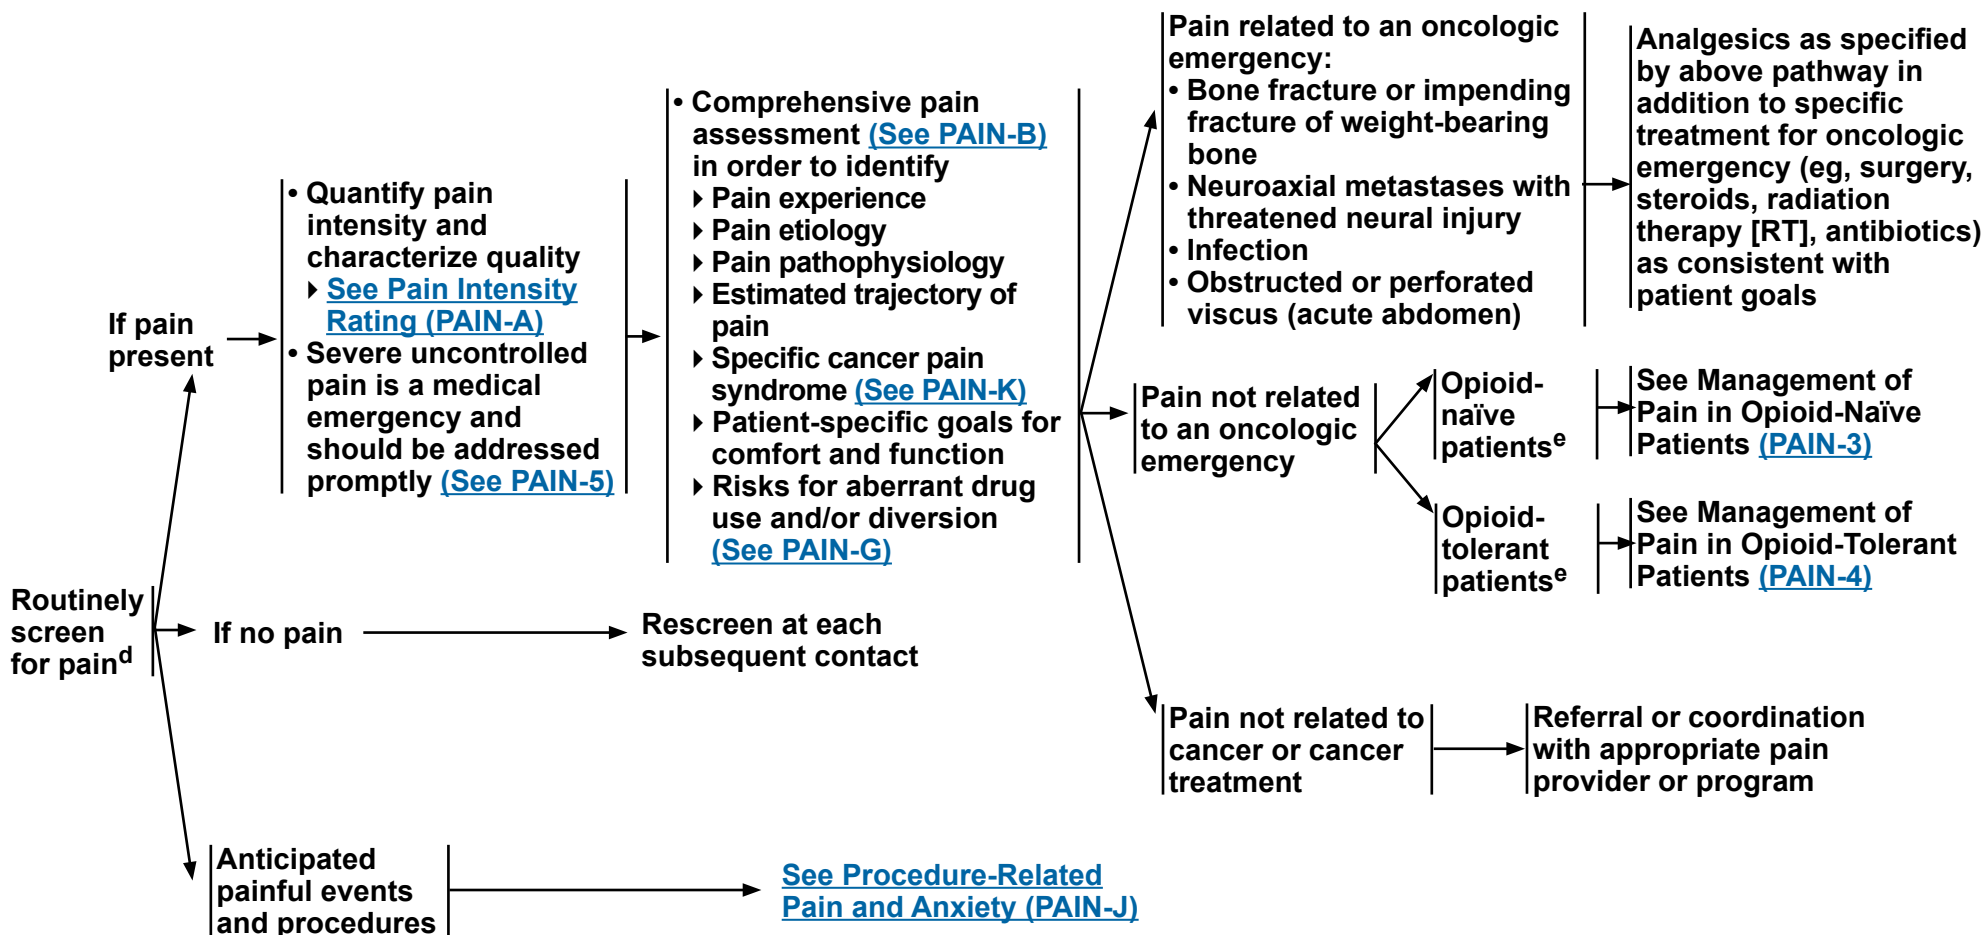 Routinely
screen
for painᵈ
If pain
present
• Quantify pain
intensity and
characterize quality
▸ See Pain Intensity
Rating (PAIN-A)
• Severe uncontrolled
pain is a medical
emergency and
should be addressed
promptly (See PAIN-5)
• Comprehensive pain
assessment (See PAIN-B)
in order to identify
▸ Pain experience
▸ Pain etiology
▸ Pain pathophysiology
▸ Estimated trajectory of
pain
▸ Specific cancer pain
syndrome (See PAIN-K)
▸ Patient-specific goals for
comfort and function
▸ Risks for aberrant drug
use and/or diversion
(See PAIN-G)
Pain related to an oncologic
emergency:
• Bone fracture or impending
fracture of weight-bearing
bone
• Neuroaxial metastases with
threatened neural injury
• Infection
• Obstructed or perforated
viscus (acute abdomen)
Analgesics as specified
by above pathway in
addition to specific
treatment for oncologic
emergency (eg, surgery,
steroids, radiation
therapy [RT], antibiotics)
as consistent with
patient goals
Pain not related
to an oncologic
emergency
Opioid-
naïve
patientsᵉ
See Management of
Pain in Opioid-Naïve
Patients (PAIN-3)
Opioid-
tolerant
patientsᵉ
See Management of
Pain in Opioid-Tolerant
Patients (PAIN-4)
Pain not related to
cancer or cancer
treatment
Referral or coordination
with appropriate pain
provider or program
If no pain
Rescreen at each
subsequent contact
Anticipated
painful events
and procedures
See Procedure-Related
Pain and Anxiety (PAIN-J)